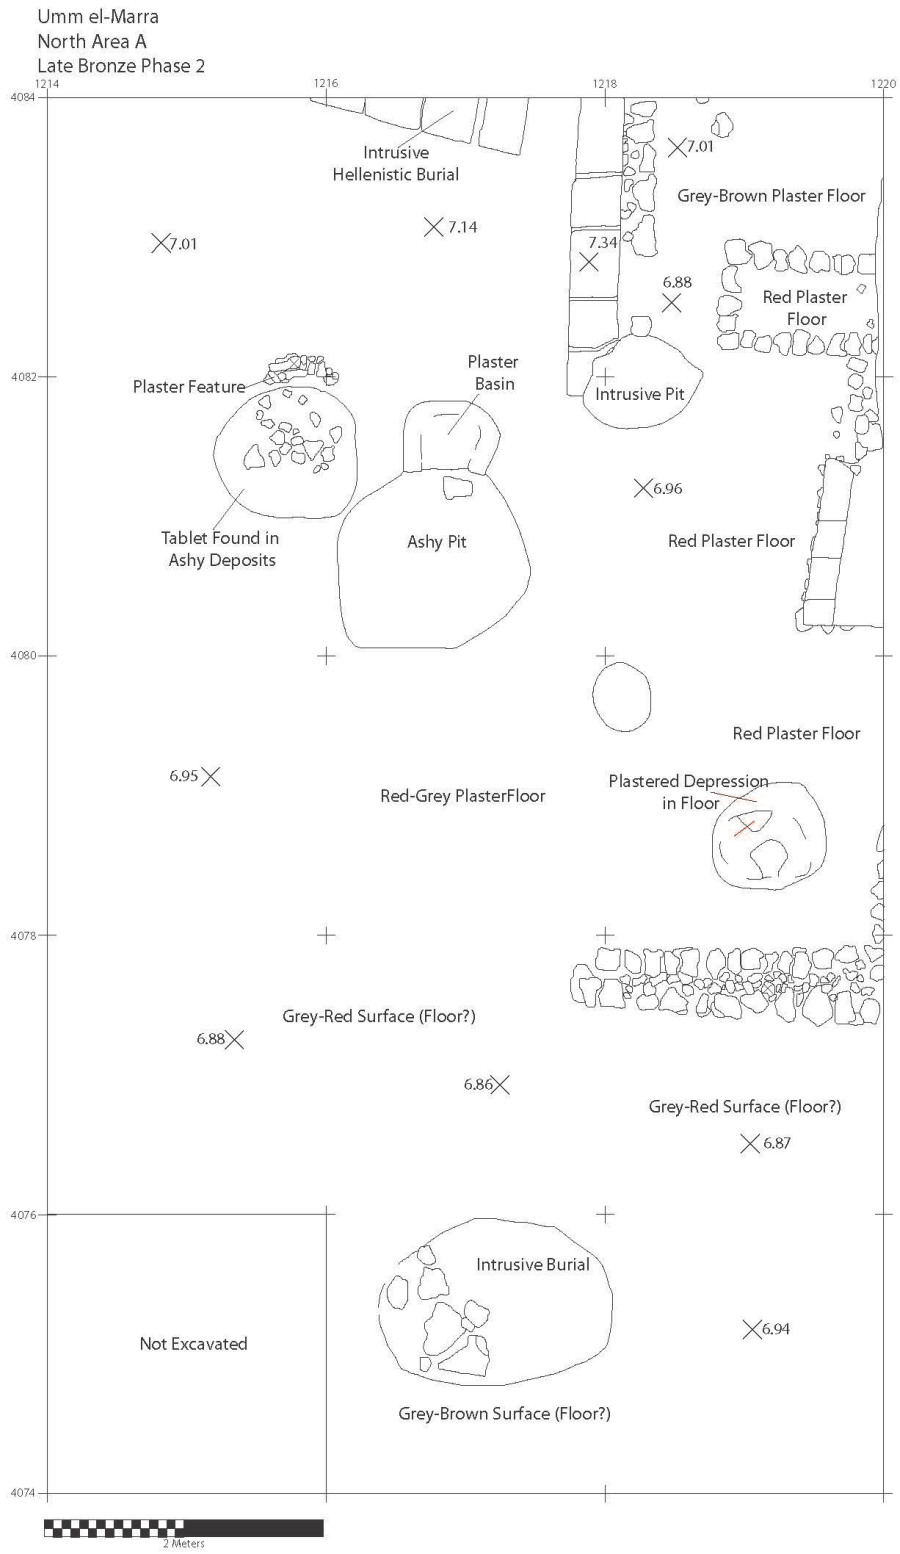 Umm el-Marra
North Area A
Late Bronze Phase 2
1214
1216
1218
1220
4084
Intrusive
Hellenistic Burial
7.01
Grey-Brown Plaster Floor
7.01
7.14
7.34
6.88
Red Plaster
Floor
4082
Plaster Feature
Plaster
Basin
Intrusive Pit
6.96
Tablet Found in
Ashy Deposits
Ashy Pit
Red Plaster Floor
4080
Red Plaster Floor
6.95
Red-Grey PlasterFloor
Plastered Depression
in Floor
4078
Grey-Red Surface (Floor?)
6.88
6.86
Grey-Red Surface (Floor?)
6.87
4076
Intrusive Burial
Not Excavated
6.94
Grey-Brown Surface (Floor?)
4074
2 Meters